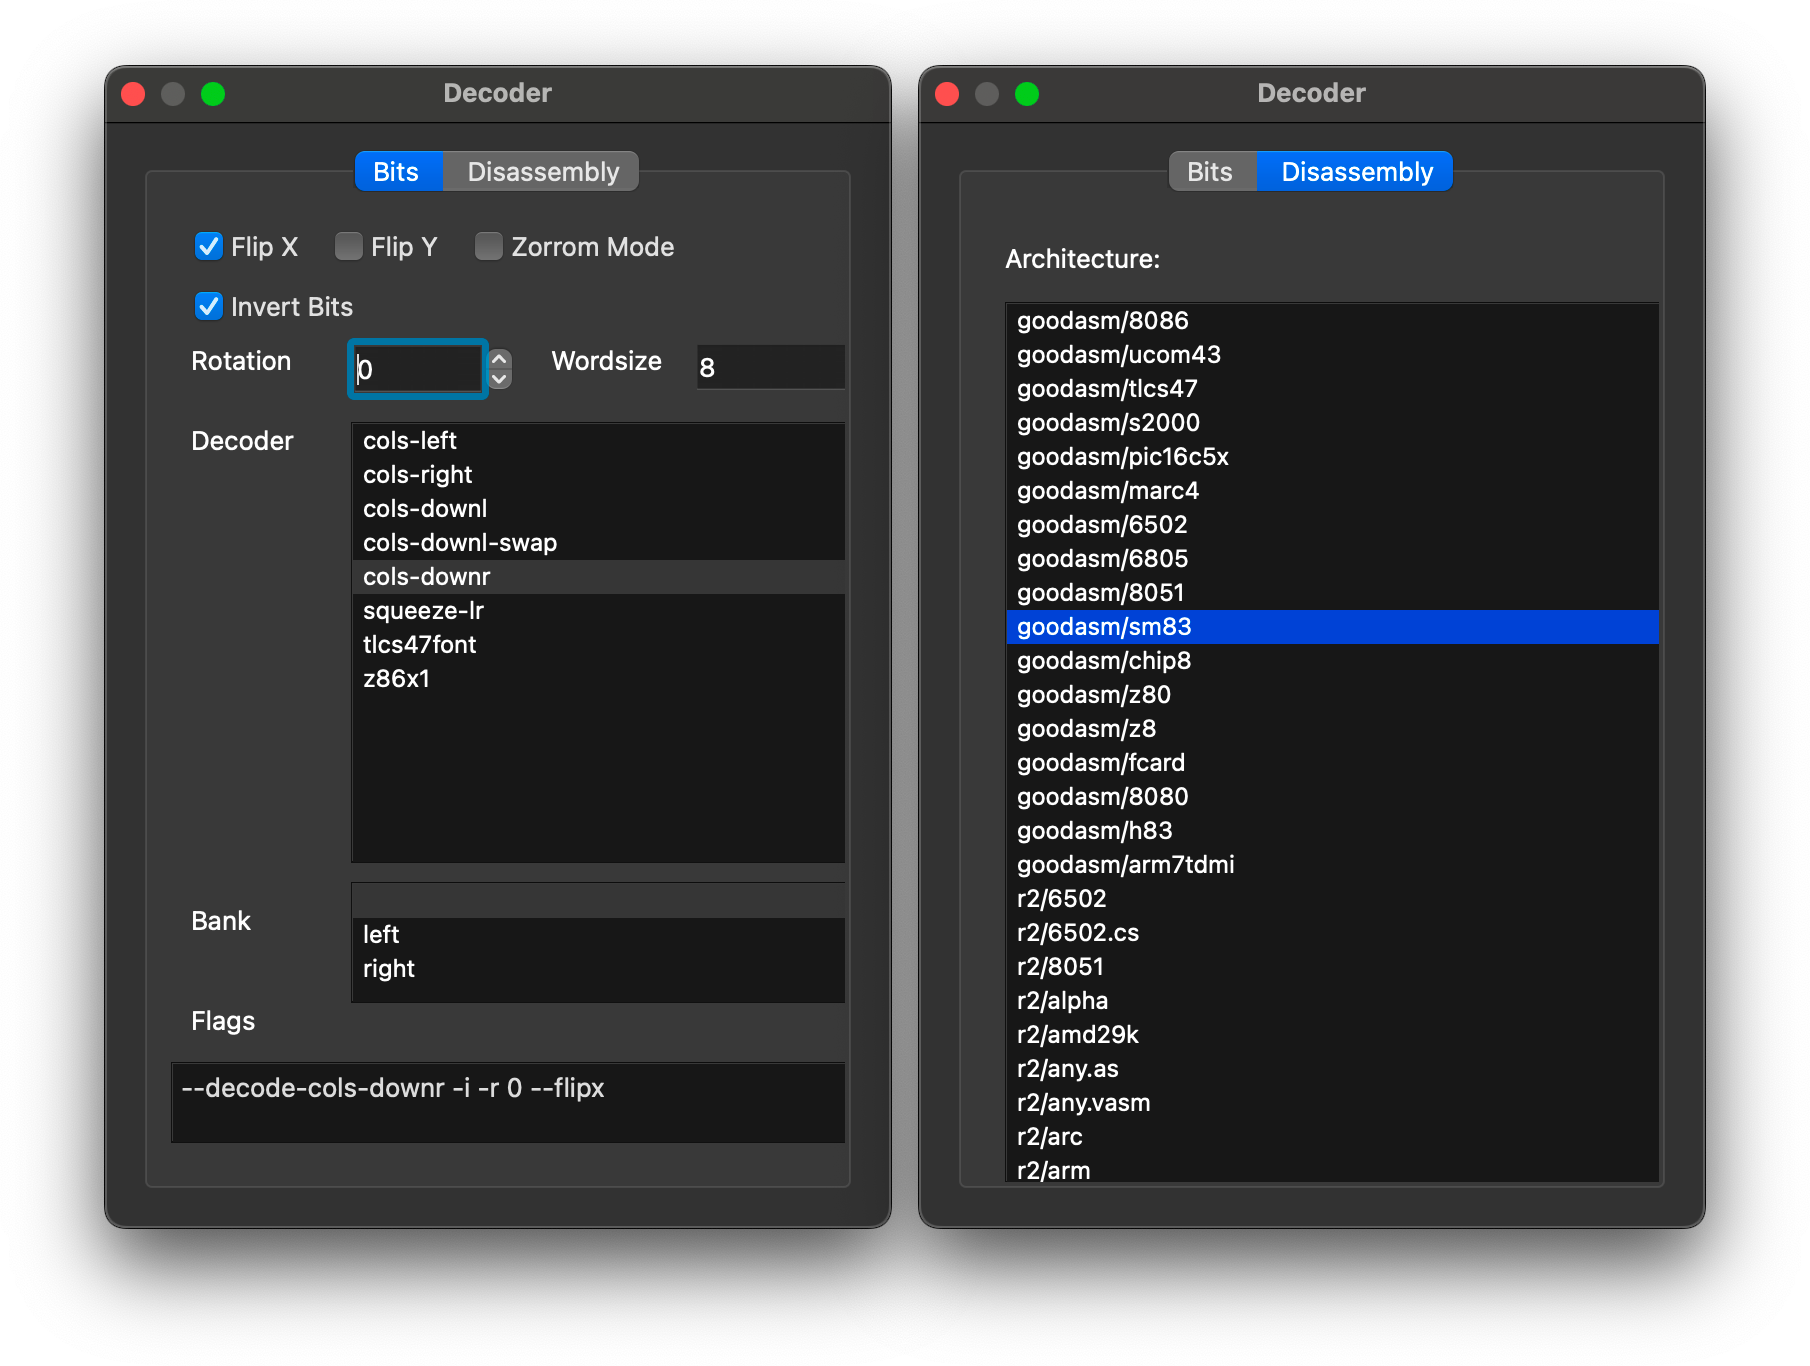 Decoder
Bits Disassembly
Flip X Flip Y Zorrom Mode
Invert Bits
Rotation 0 Wordsize 8
Decoder
cols-left
cols-right
cols-downl
cols-downl-swap
cols-downr
squeeze-lr
tlcs47font
z86x1
Bank
left
right
Flags
--decode-cols-downr -i -r 0 --flipx
Decoder
Bits Disassembly
Architecture:
goodasm/8086
goodasm/ucom43
goodasm/tlcs47
goodasm/s2000
goodasm/pic16c5x
goodasm/marc4
goodasm/6502
goodasm/6805
goodasm/8051
goodasm/sm83
goodasm/chip8
goodasm/z80
goodasm/z8
goodasm/fcard
goodasm/8080
goodasm/h83
goodasm/arm7tdmi
r2/6502
r2/6502.cs
r2/8051
r2/alpha
r2/amd29k
r2/any.as
r2/any.vasm
r2/arc
r2/arm